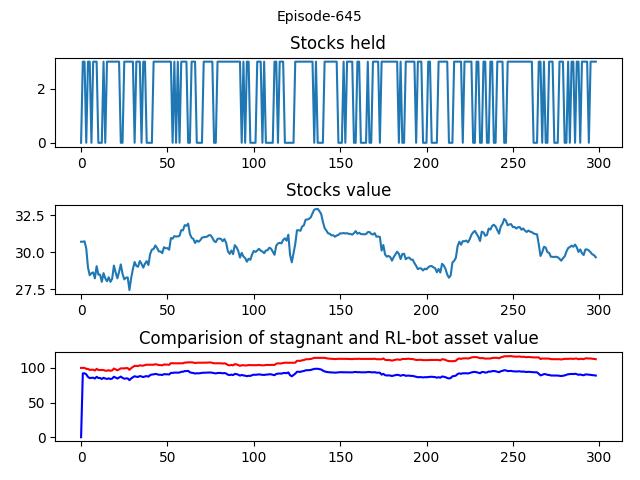 Episode-645
Stocks held
2
0
0 50 100 150 200 250 300
Stocks value
32.5
30.0
27.5
0 50 100 150 200 250 300
Comparision of stagnant and RL-bot asset value
100
50
0
0 50 100 150 200 250 300